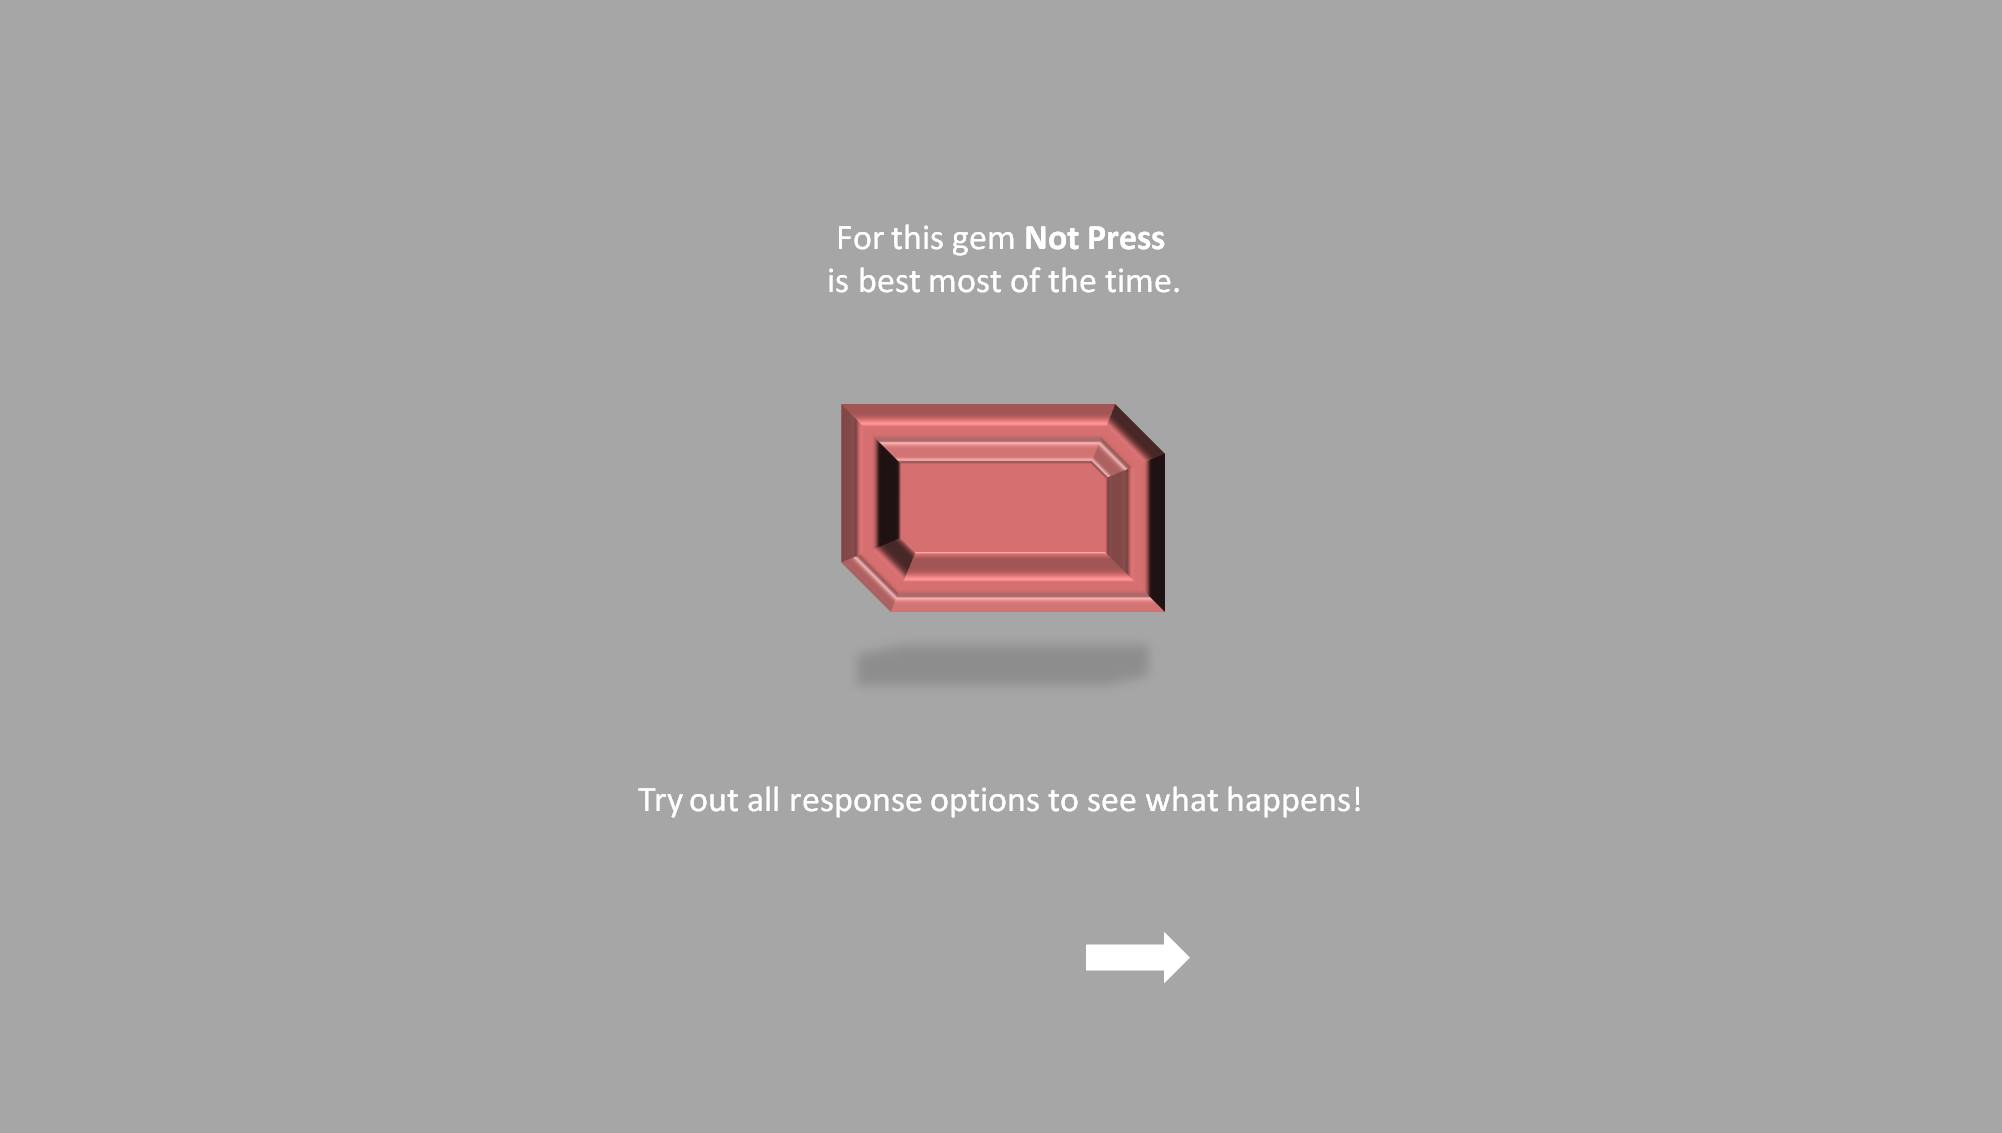 For this gem Not Press
is best most of the time.
Try out all response options to see what happens!